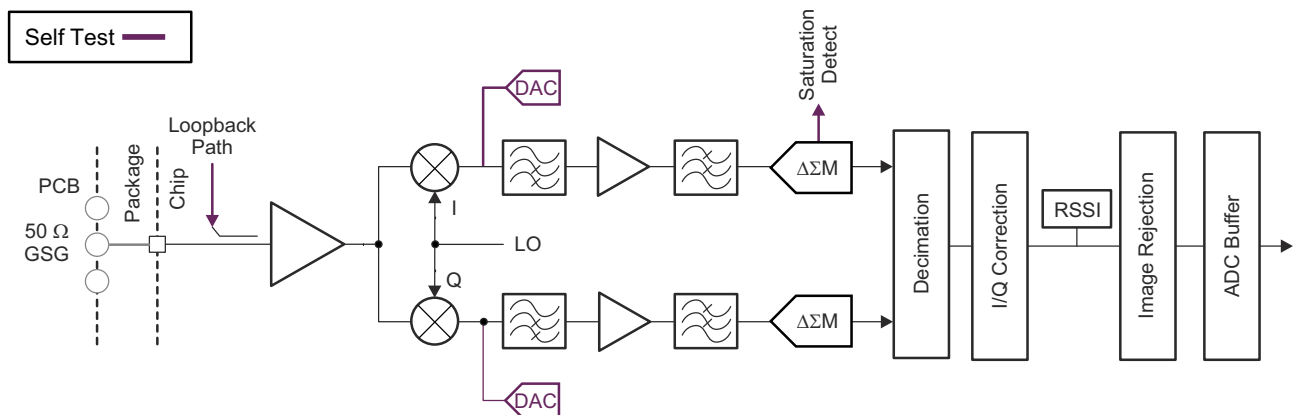 Self Test
DAC
Saturation
Detect
Loopback
Path
PCB
Package
Chip
50 Ω
GSG
I
LO
Q
ΔΣM
ΔΣM
DAC
Decimation
I/Q Correction
RSSI
Image Rejection
ADC Buffer